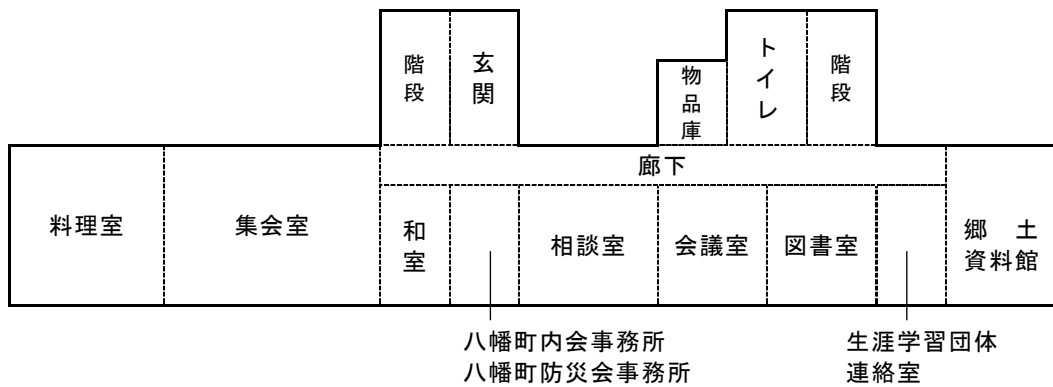 階段
玄関
物品庫
トイレ
階段
廊下
料理室
集会室
和室
相談室
会議室
図書室
郷土
資料館
八幡町内会事務所
八幡町防災会事務所
生涯学習団体
連絡室